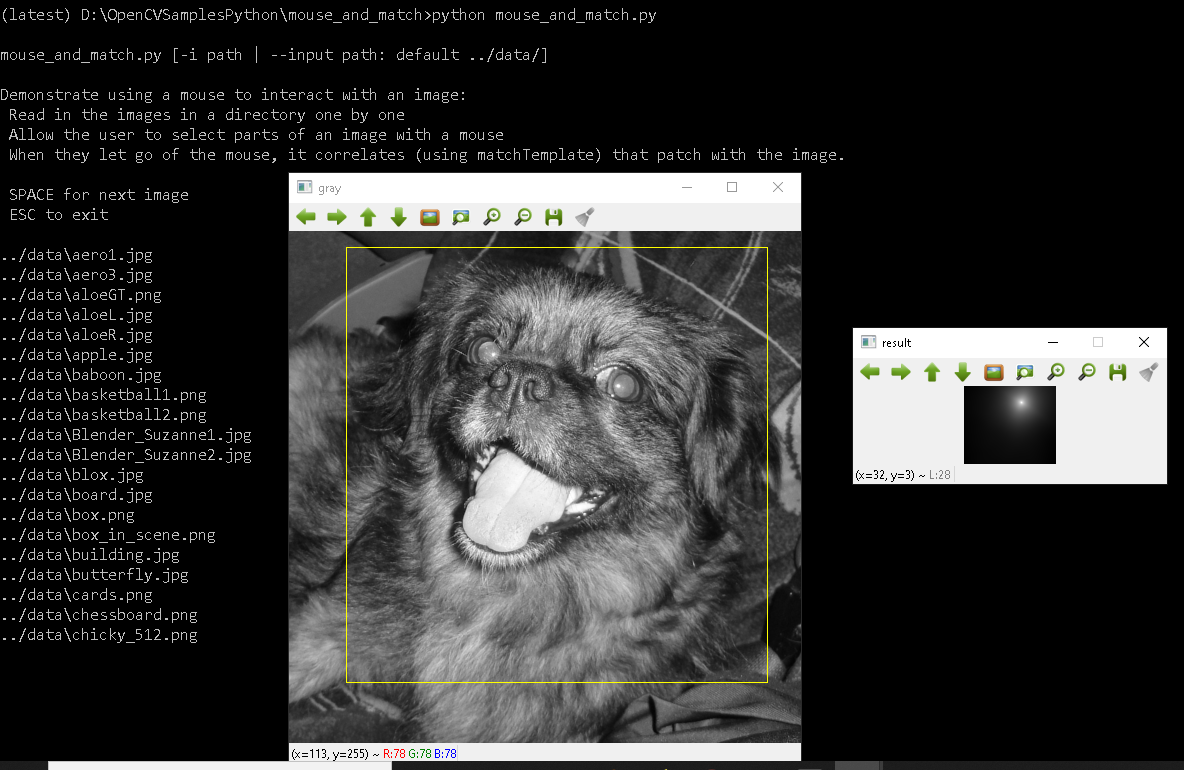 (latest) D:\OpenCVSamplesPython\mouse_and_match>python mouse_and_match.py
mouse_and_match.py [-i path | --input path: default ../data/]
Demonstrate using a mouse to interact with an image:
Read in the images in a directory one by one
Allow the user to select parts of an image with a mouse
When they let go of the mouse, it correlates (using matchTemplate) that patch with the image.
SPACE for next image
ESC to exit
../data\aero1.jpg
../data\aero3.jpg
../data\aloeGT.png
../data\aloeL.jpg
../data\aloeR.jpg
../data\apple.jpg
../data\baboon.jpg
../data\basketball1.png
../data\basketball2.png
../data\Blender_Suzanne1.jpg
../data\Blender_Suzanne2.jpg
../data\blox.jpg
../data\board.jpg
../data\box.png
../data\box_in_scene.png
../data\building.jpg
../data\butterfly.jpg
../data\cards.png
../data\chessboard.png
../data\chicky_512.png
gray
(x=113, y=255) ~ R:78 G:78 B:78
result
(x=32, y=3) ~ L:28